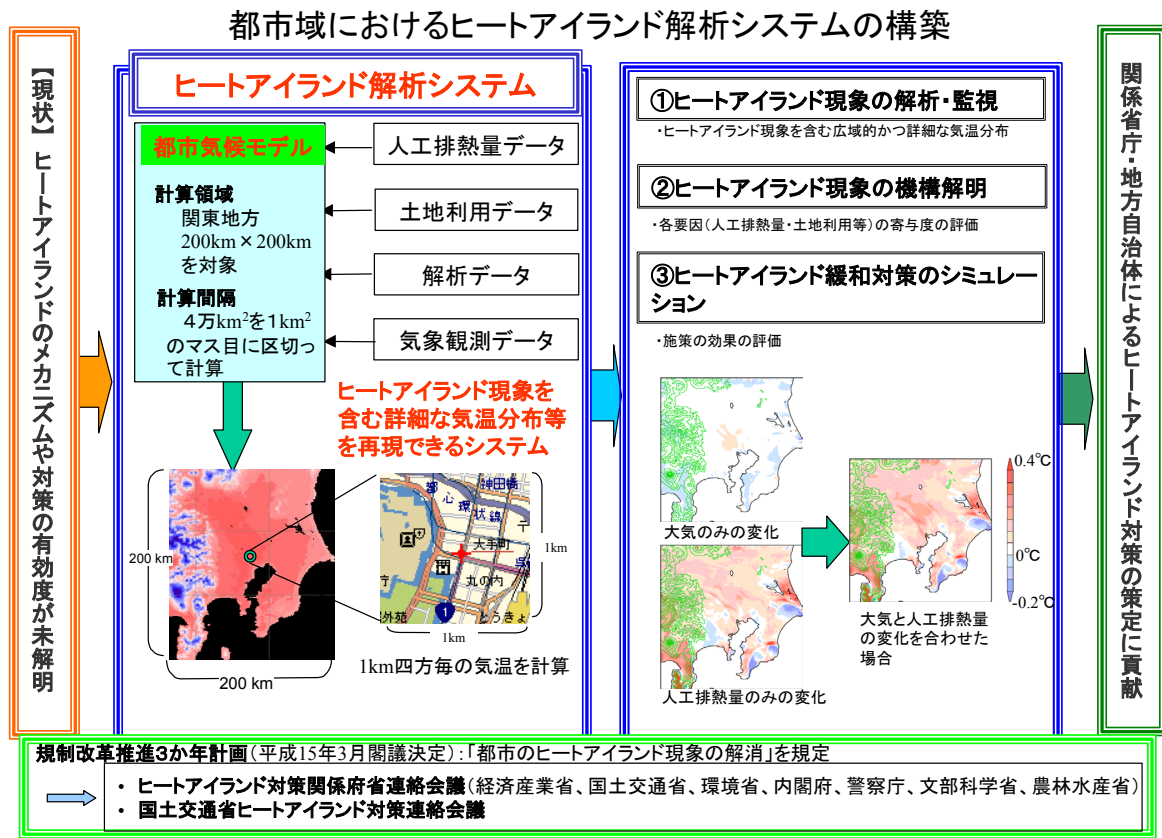 都市域におけるヒートアイランド解析システムの構築
【現状】ヒートアイランドのメカニズムや対策の有効度が未解明
ヒートアイランド解析システム
都市気候モデル
計算領域
関東地方
200km×200km
を対象
計算間隔
４万km²を１km²
のマス目に区切っ
て計算
人工排熱量データ
土地利用データ
解析データ
気象観測データ
ヒートアイランド現象を
含む詳細な気温分布等
を再現できるシステム
200 km
200 km
神田橋
都心環状線
大手町
丸の内
庁
外苑
とうきょ
1
1km
1km
1km四方毎の気温を計算
①ヒートアイランド現象の解析・監視
・ヒートアイランド現象を含む広域的かつ詳細な気温分布
②ヒートアイランド現象の機構解明
・各要因(人工排熱量・土地利用等)の寄与度の評価
③ヒートアイランド緩和対策のシミュレー
ション
・施策の効果の評価
大気のみの変化
人工排熱量のみの変化
0.4℃
0℃
-0.2℃
大気と人工排熱量
の変化を合わせた
場合
関係省庁・地方自治体によるヒートアイランド対策の策定に貢献
規制改革推進３か年計画(平成15年3月閣議決定):「都市のヒートアイランド現象の解消」を規定
・ ヒートアイランド対策関係府省連絡会議(経済産業省、国土交通省、環境省、内閣府、警察庁、文部科学省、農林水産省)
・ 国土交通省ヒートアイランド対策連絡会議